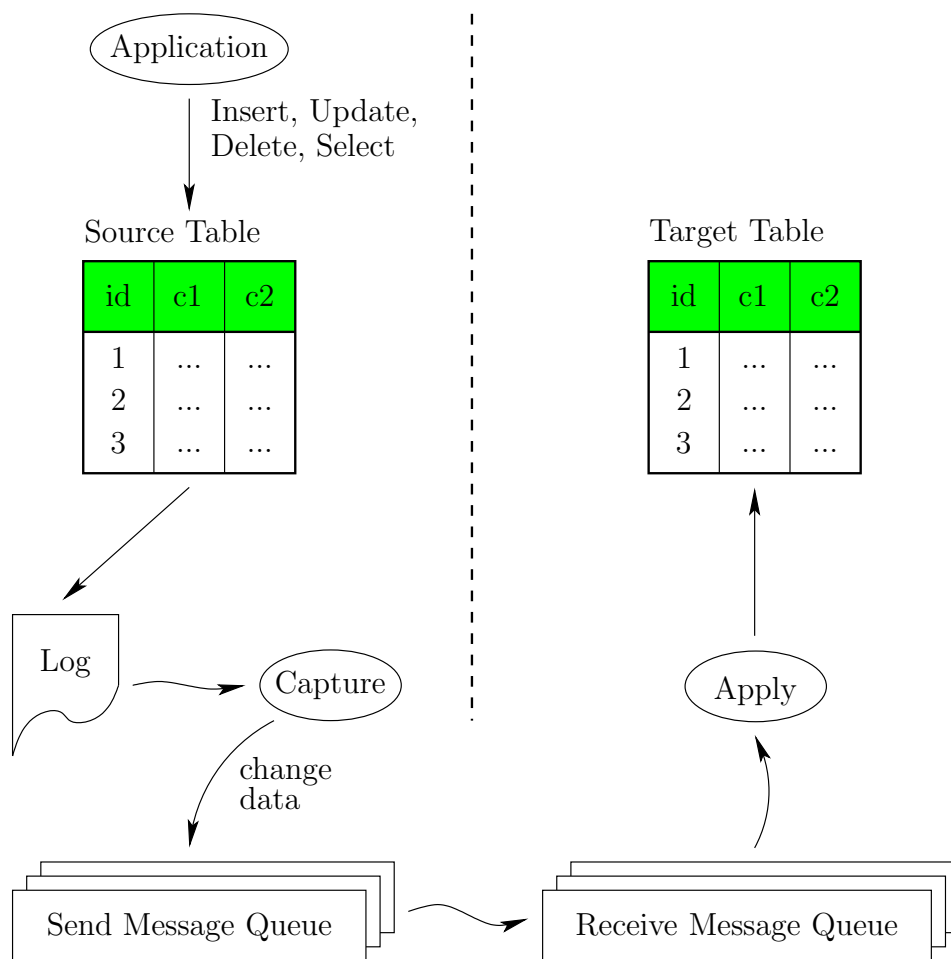 Application
Insert, Update,
Delete, Select
Source Table
id c1 c2
1 ... ...
2 ... ...
3 ... ...
Target Table
id c1 c2
1 ... ...
2 ... ...
3 ... ...
Log
Capture
Apply
change
data
Send Message Queue
Receive Message Queue